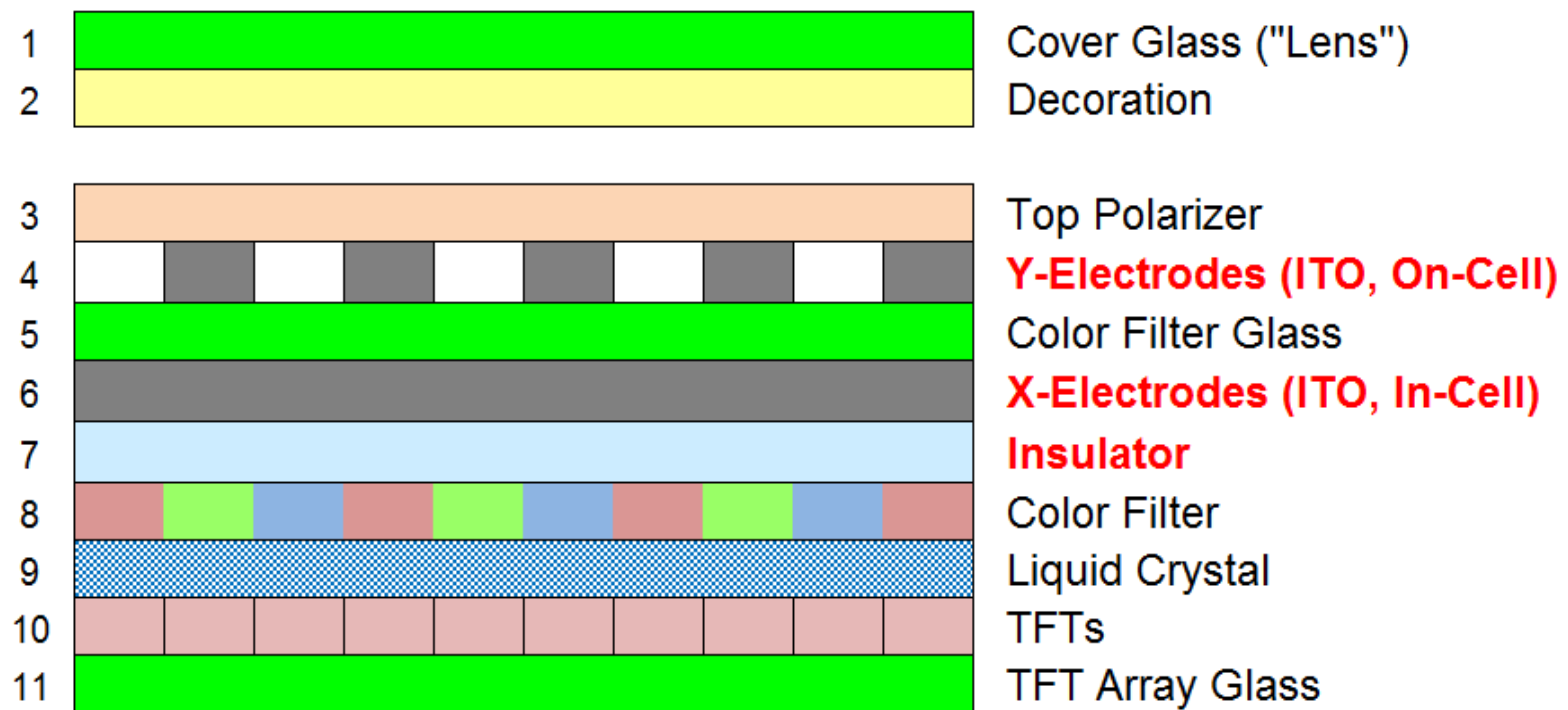 1 Cover Glass ("Lens")
2 Decoration
3 Top Polarizer
4 Y-Electrodes (ITO, On-Cell)
5 Color Filter Glass
6 X-Electrodes (ITO, In-Cell)
7 Insulator
8 Color Filter
9 Liquid Crystal
10 TFTs
11 TFT Array Glass